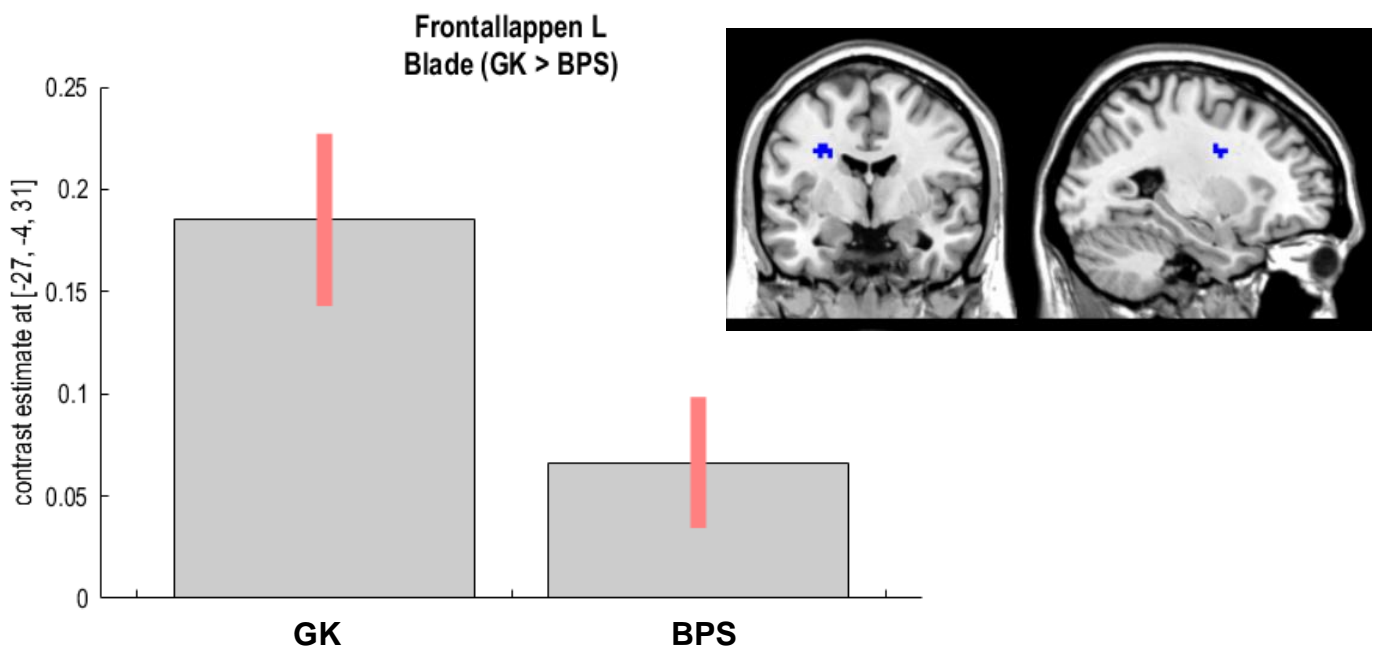 Frontallappen L
Blade (GK > BPS)
contrast estimate at [-27, -4, 31]
0.25
0.2
0.15
0.1
0.05
0
GK
BPS